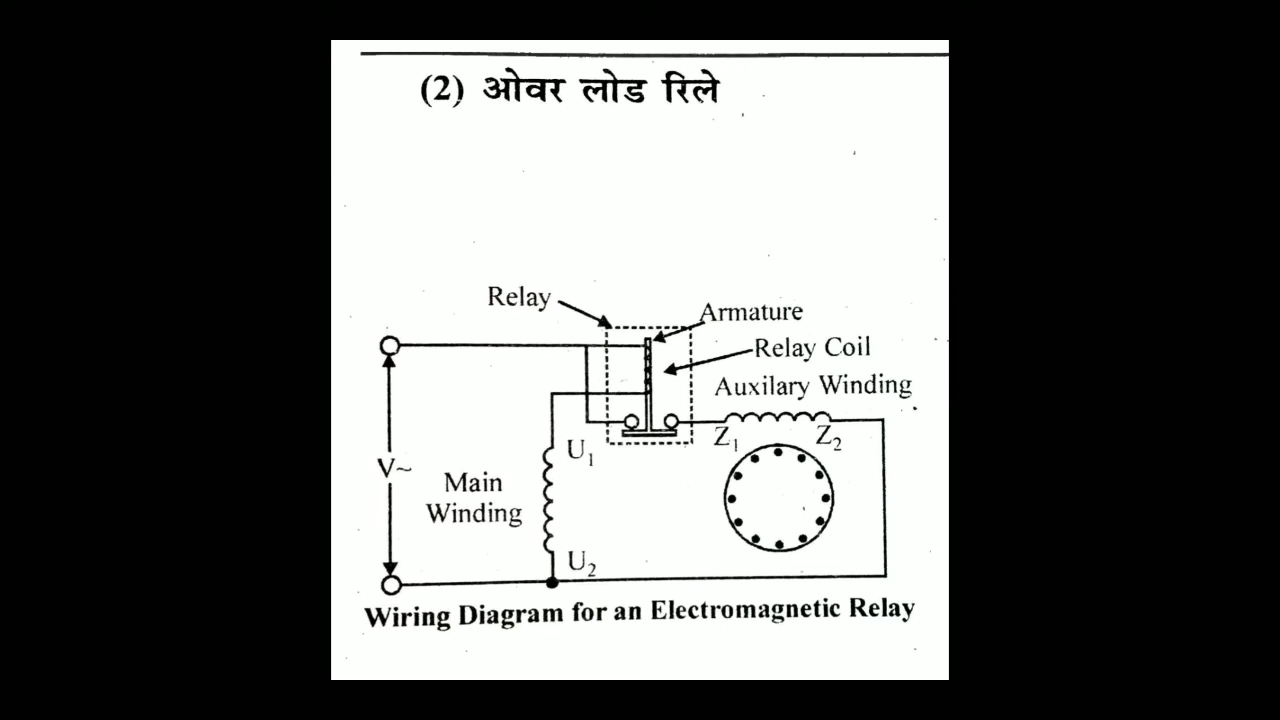 (2) ओवर लोड रिले
Relay
Armature
Relay Coil
Auxilary Winding
U1
Z1
Z2
V~
Main
Winding
U2
Wiring Diagram for an Electromagnetic Relay